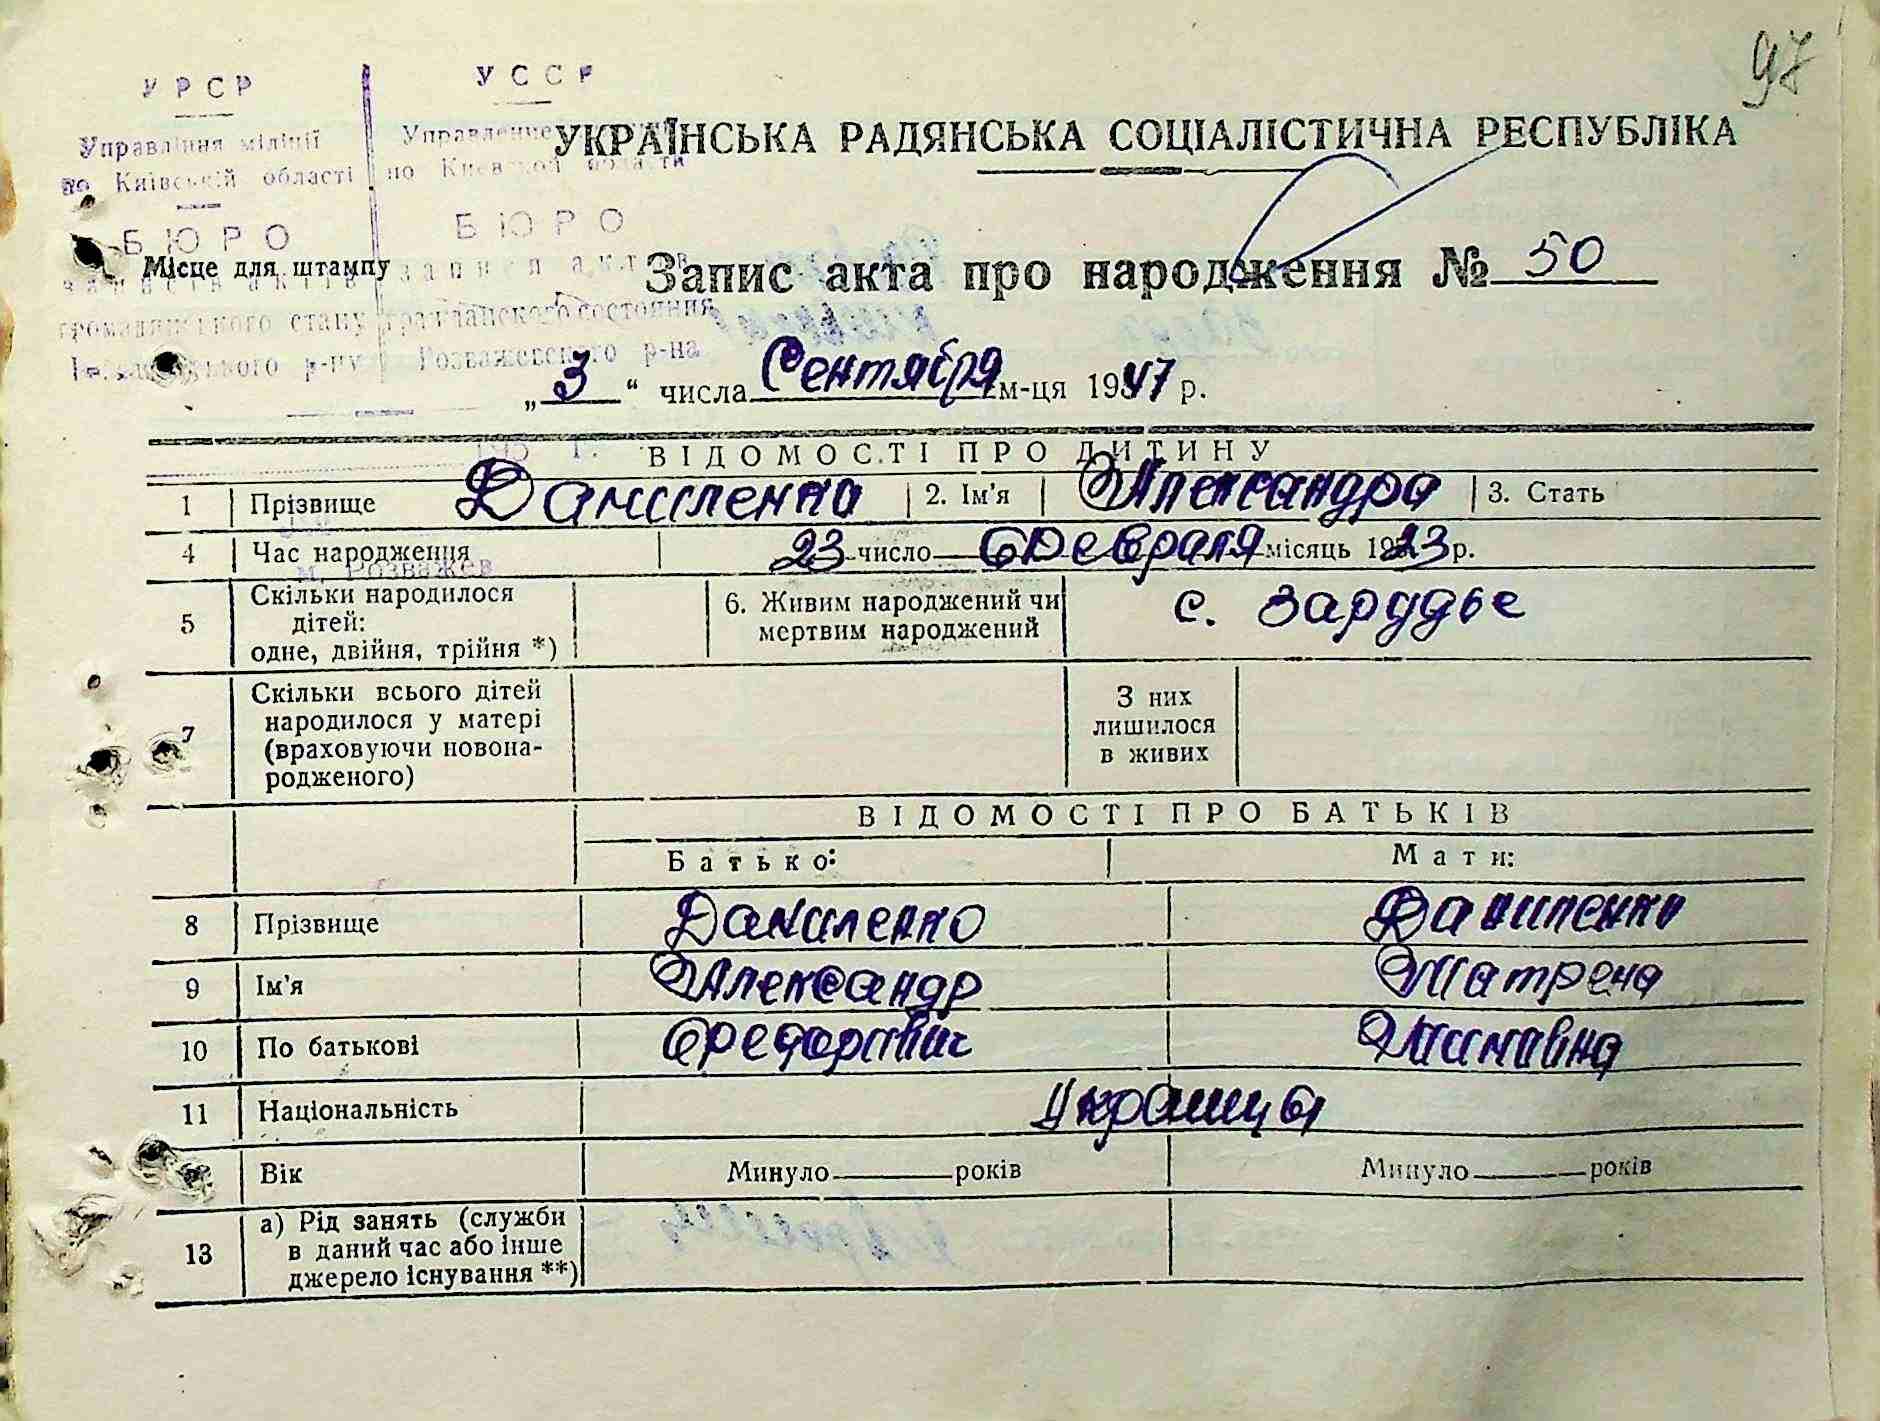 97
УРСР
УССР
Управління міліції
Управление
по Київській області
по Киевской области
УКРАЇНСЬКА РАДЯНСЬКА СОЦІАЛІСТИЧНА РЕСПУБЛІКА
БЮРО
БЮРО
Місце для штампу
запися актов
Запис акта про народження № 50
громадянського стану
гражданского состояния
р-ну
Розважевского р-на
„ 3 “ числа Сентября м-ця 1947 р.
ВІДОМОСТІ ПРО ДИТИНУ
1 Прізвище Даниленко 2. Ім'я Александра 3. Стать
4 Час народження 23 число Февраля місяць 1923 р.
м. Розважев
5 Скільки народилося
дітей:
одне, двійня, трійня *)
6. Живим народжений чи
мертвим народжений
с. Заруддье
7 Скільки всього дітей
народилося у матері
(враховуючи новона-
родженого)
З них
лишилося
в живих
ВІДОМОСТІ ПРО БАТЬКІВ
Батько: Мати:
8 Прізвище Даниленко Даниленко
9 Ім'я Александр Матрена
10 По батькові Федорович
11 Національність Украинцы
Вік Минуло років Минуло років
13 а) Рід занять (служби
в даний час або інше
джерело існування **)